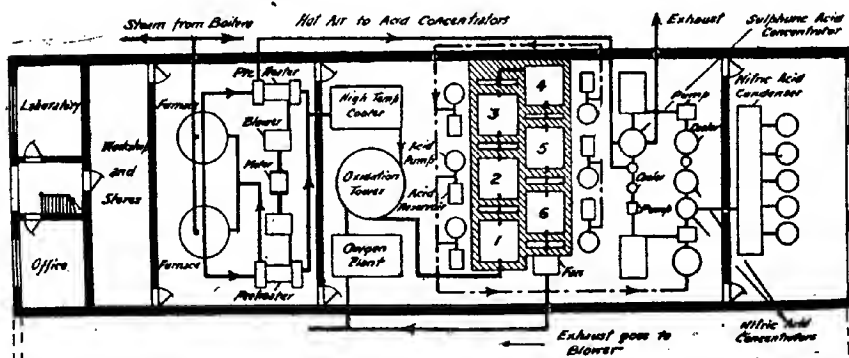 Steam from Boilers
Hot Air to Acid Concentrators
Exhaust
Sulphuric Acid
Concentrator
Laboratory
Workshop
and
Stores
Office
Furnace
Furnace
Pre Heater
Blower
Motor
Preheater
High Temp
Cooler
Oxidation
Tower
Oxygen
Plant
Acid
Pump
Acid
Reservoir
1
2
3
4
5
6
Fan
Pump
Cooler
Cooler
Pump
Nitric Acid
Condenser
Nitric Acid
Concentrators
Exhaust goes to
Blower